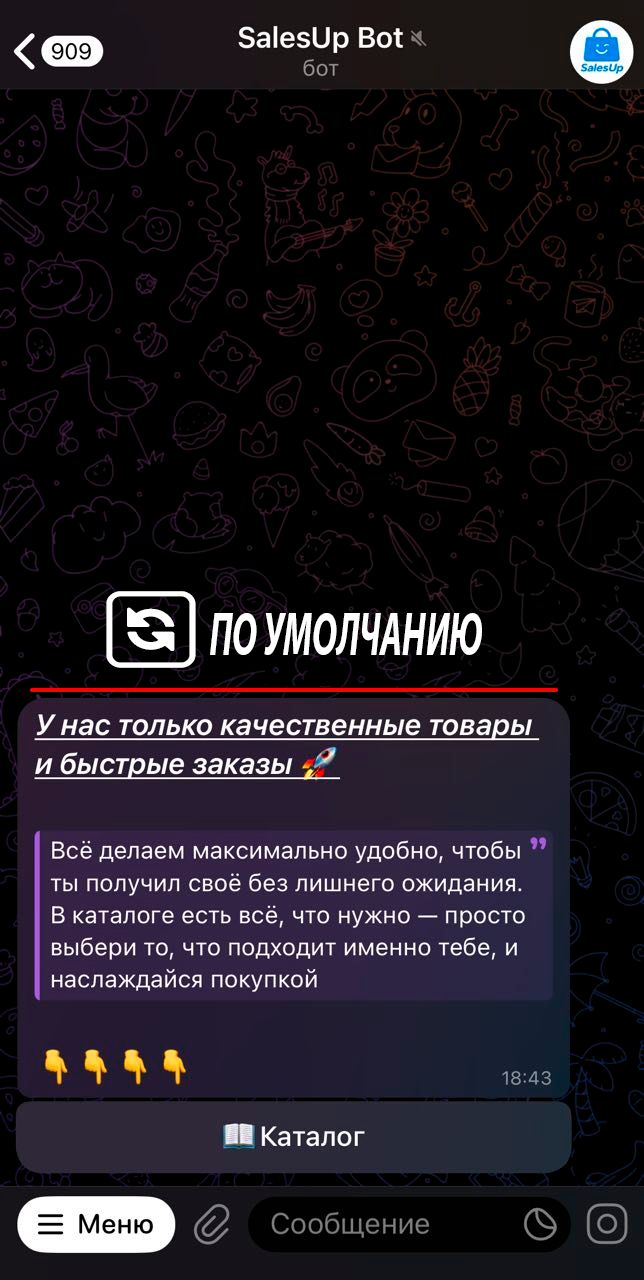 909
SalesUp Bot
бот
SalesUp
ПО УМОЛЧАНИЮ
У нас только качественные товары
и быстрые заказы 🚀
Всё делаем максимально удобно, чтобы
ты получил своё без лишнего ожидания.
В каталоге есть всё, что нужно — просто
выбери то, что подходит именно тебе, и
наслаждайся покупкой
👇👇👇👇
18:43
📖Каталог
Меню
Сообщение